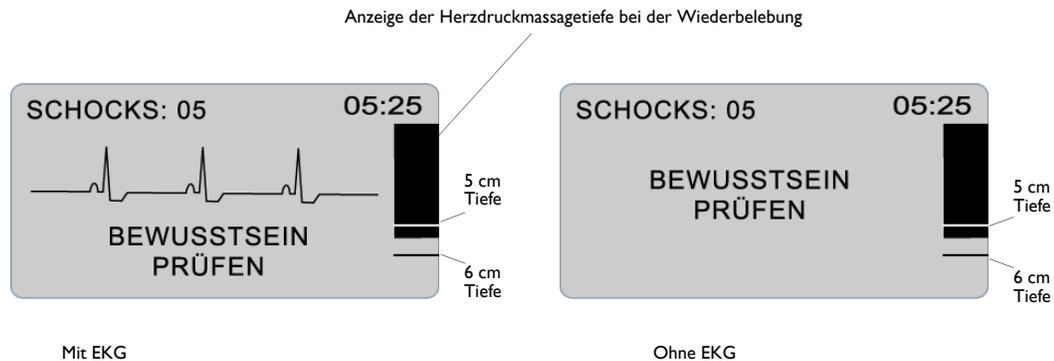 Anzeige der Herzdruckmassagetiefe bei der Wiederbelebung
SCHOCKS: 05
05:25
BEWUSSTSEIN
PRÜFEN
5 cm
Tiefe
6 cm
Tiefe
Mit EKG
SCHOCKS: 05
05:25
BEWUSSTSEIN
PRÜFEN
5 cm
Tiefe
6 cm
Tiefe
Ohne EKG